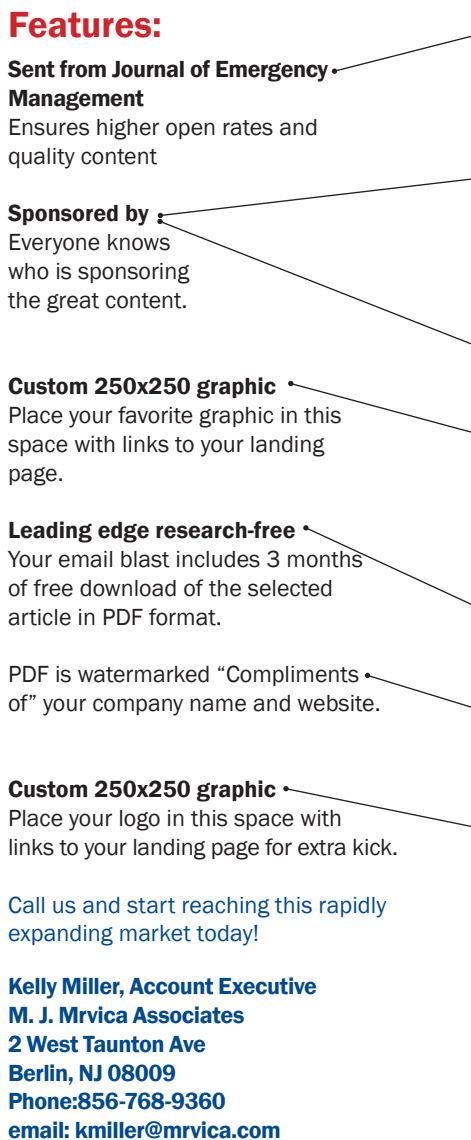 Features:
Sent from Journal of Emergency
Management
Ensures higher open rates and
quality content
Sponsored by
Everyone knows
who is sponsoring
the great content.
Custom 250x250 graphic
Place your favorite graphic in this
space with links to your landing
page.
Leading edge research-free
Your email blast includes 3 months
of free download of the selected
article in PDF format.
PDF is watermarked “Compliments
of” your company name and website.
Custom 250x250 graphic
Place your logo in this space with
links to your landing page for extra kick.
Call us and start reaching this rapidly
expanding market today!
Kelly Miller, Account Executive
M. J. Mrvica Associates
2 West Taunton Ave
Berlin, NJ 08009
Phone:856-768-9360
email: kmiller@mrvica.com